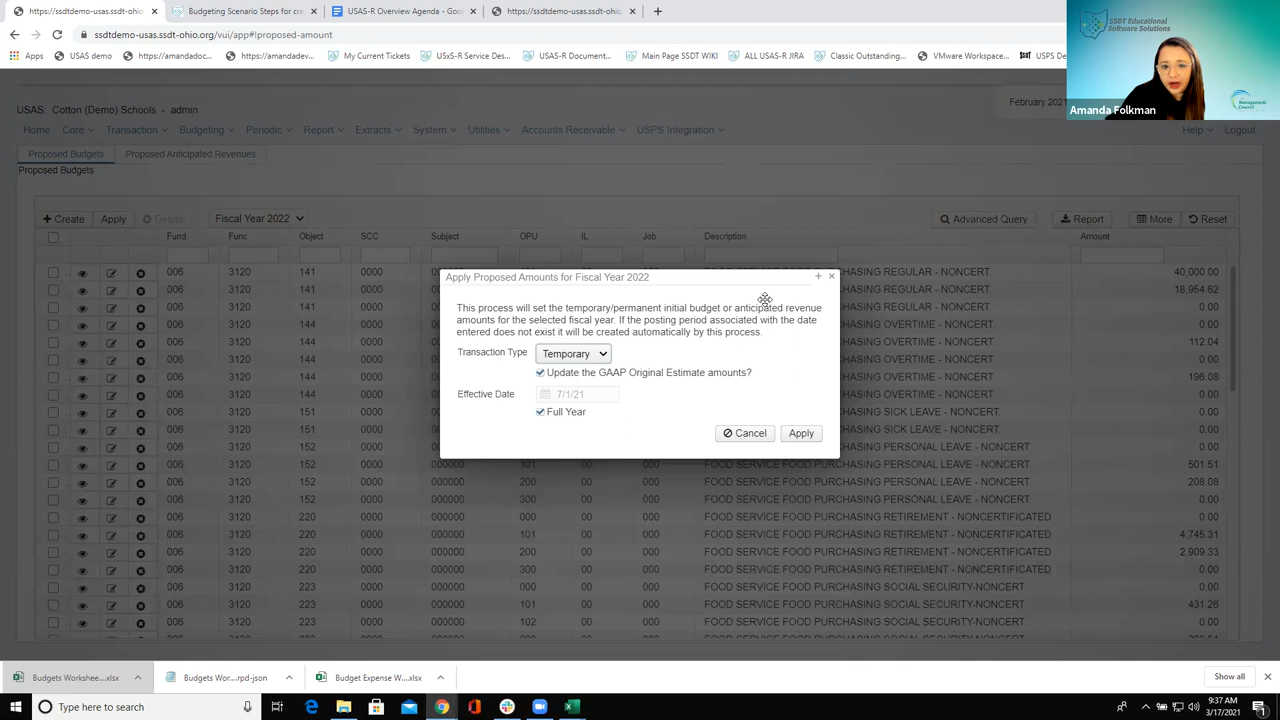 https://ssdtdemo-usas.ssdt-ohio.org
Budgeting Scenario Steps for cre
USAS-R Overview Agenda - Goo
https://ssdtdemo-usas.ssdt-ohio.org
ssdtdemo-usas.ssdt-ohio.org/vui/app#!proposed-amount
Apps USAS demo https://amandadoc... https://amandadev... My Current Tickets USxS-R Service Des... USAS-R Document... Main Page SSDT WIKI ALL USAS-R JIRA Classic Outstanding... VMware Workspace... USPS De
SSDT Educational
Software Solutions
Management
Council
Amanda Folkman
USAS: Cotton (Demo) Schools - admin
February 2021
Home Core Transaction Budgeting Periodic Report Extracts System Utilities Accounts Receivable USPS Integration Help Logout
Proposed Budgets Proposed Anticipated Revenues
Proposed Budgets
+ Create Apply Delete Fiscal Year 2022 Advanced Query Report More Reset
Fund Func Object SCC Subject OPU IL Job Description Amount
006 3120 141 0000 PURCHASING REGULAR - NONCERT. 40,000.00
006 3120 141 0000 PURCHASING REGULAR - NONCERT. 18,954.62
006 3120 141 0000 PURCHASING REGULAR - NONCERT. 0.00
006 3120 144 0000 PURCHASING OVERTIME - NONCERT. 0.00
006 3120 144 0000 PURCHASING OVERTIME - NONCERT. 112.04
006 3120 144 0000 PURCHASING OVERTIME - NONCERT. 0.00
006 3120 144 0000 PURCHASING OVERTIME - NONCERT. 196.08
006 3120 151 0000 PURCHASING SICK LEAVE - NONCERT. 0.00
006 3120 151 0000 PURCHASING SICK LEAVE - NONCERT. 0.00
006 3120 152 0000 PURCHASING PERSONAL LEAVE - NONCERT. 0.00
006 3120 152 0000 000000 101 00 000 FOOD SERVICE FOOD PURCHASING PERSONAL LEAVE - NONCERT. 501.51
006 3120 152 0000 000000 200 00 000 FOOD SERVICE FOOD PURCHASING PERSONAL LEAVE - NONCERT. 208.08
006 3120 152 0000 000000 300 00 000 FOOD SERVICE FOOD PURCHASING PERSONAL LEAVE - NONCERT. 0.00
006 3120 220 0000 000000 000 00 000 FOOD SERVICE FOOD PURCHASING RETIREMENT - NONCERTIFICATED 0.00
006 3120 220 0000 000000 101 00 000 FOOD SERVICE FOOD PURCHASING RETIREMENT - NONCERTIFICATED 4,745.31
006 3120 220 0000 000000 200 00 000 FOOD SERVICE FOOD PURCHASING RETIREMENT - NONCERTIFICATED 2,909.33
006 3120 220 0000 000000 300 00 000 FOOD SERVICE FOOD PURCHASING RETIREMENT - NONCERTIFICATED 0.00
006 3120 223 0000 000000 000 00 000 FOOD SERVICE FOOD PURCHASING SOCIAL SECURITY-NONCERT 0.00
006 3120 223 0000 000000 101 00 000 FOOD SERVICE FOOD PURCHASING SOCIAL SECURITY-NONCERT 431.26
006 3120 223 0000 000000 102 00 000 FOOD SERVICE FOOD PURCHASING SOCIAL SECURITY-NONCERT 0.00
Apply Proposed Amounts for Fiscal Year 2022
This process will set the temporary/permanent initial budget or anticipated revenue
amounts for the selected fiscal year. If the posting period associated with the date
entered does not exist it will be created automatically by this process.
Transaction Type Temporary
Update the GAAP Original Estimate amounts?
Effective Date 7/1/21
Full Year
Cancel Apply
Budgets Workshee....xlsx Budgets Wor....rpd-json Budget Expense W....xlsx Show all
Type here to search
9:37 AM
3/17/2021